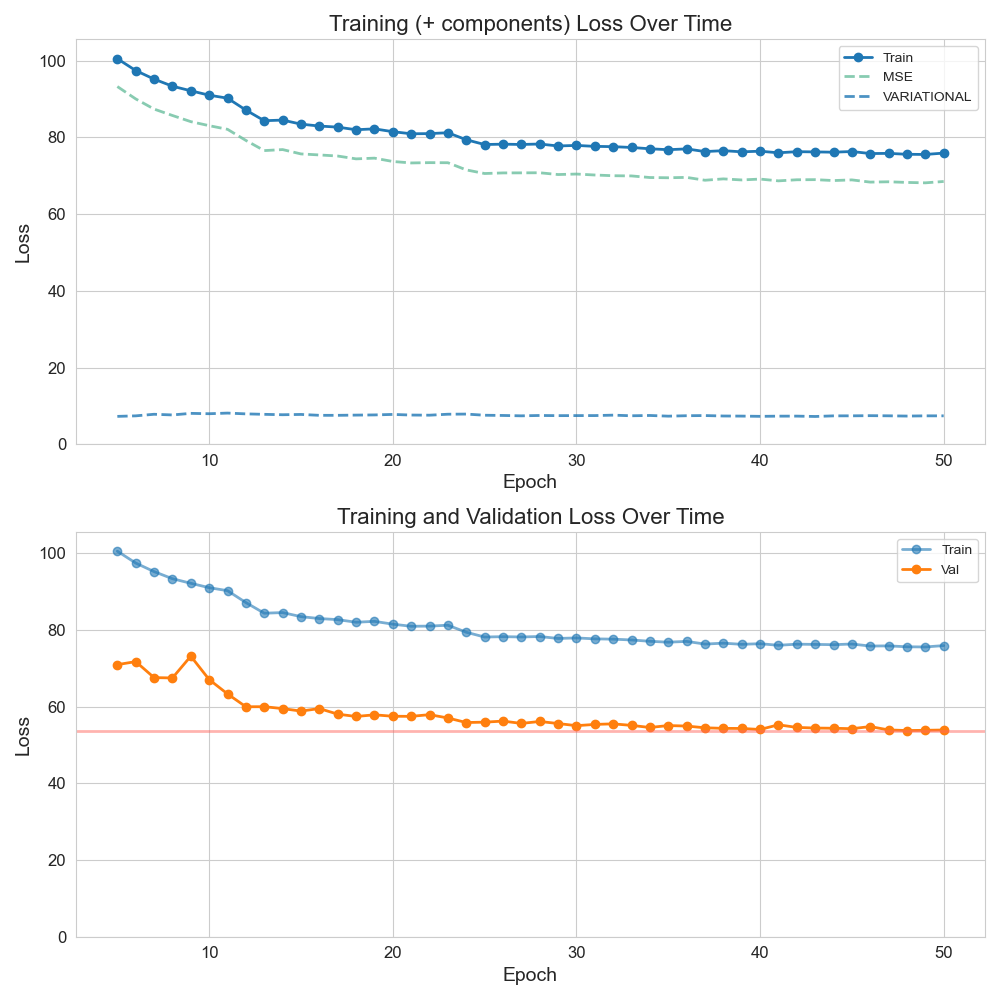 Training (+ components) Loss Over Time
Train
MSE
VARIATIONAL
Loss
100
80
60
40
20
0
10 20 30 40 50
Epoch
Training and Validation Loss Over Time
Train
Val
Loss
100
80
60
40
20
0
10 20 30 40 50
Epoch